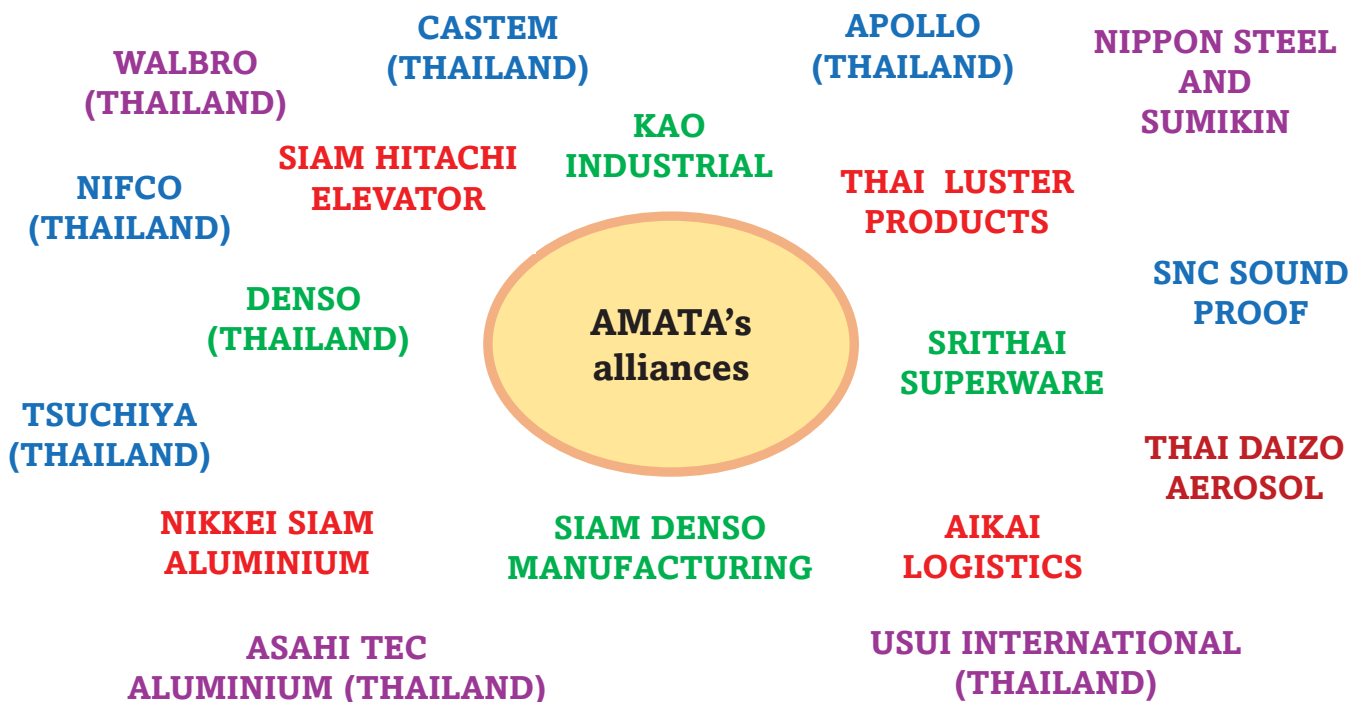 CASTEM
(THAILAND)
APOLLO
(THAILAND)
NIPPON STEEL
AND
SUMIKIN
WALBRO
(THAILAND)
KAO
INDUSTRIAL
SIAM HITACHI
ELEVATOR
THAI LUSTER
PRODUCTS
NIFCO
(THAILAND)
SNC SOUND
PROOF
DENSO
(THAILAND)
AMATA's
alliances
SRITHAI
SUPERWARE
TSUCHIYA
(THAILAND)
THAI DAIZO
AEROSOL
NIKKEI SIAM
ALUMINIUM
SIAM DENSO
MANUFACTURING
AIKAI
LOGISTICS
ASAHI TEC
ALUMINIUM (THAILAND)
USUI INTERNATIONAL
(THAILAND)